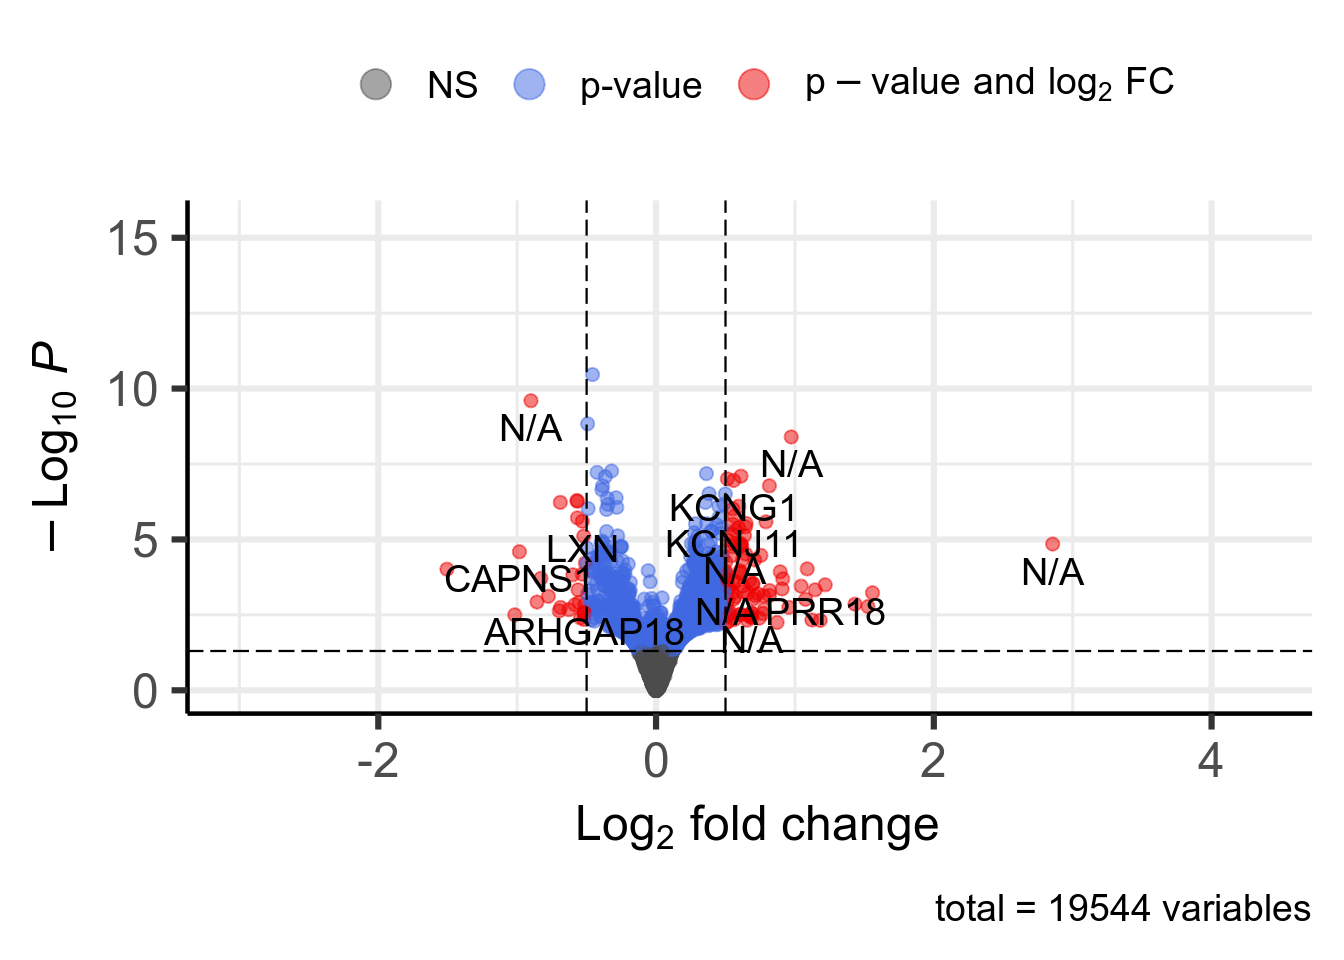 NS p-value p – value and log2 FC
15
10
5
0
– Log10 P
N/A
N/A
KCNG1
LXN
KCNJ11
CAPNS1
N/A
N/A
ARHGAP18
N/A
PRR18
N/A
-2 0 2 4
Log2 fold change
total = 19544 variables